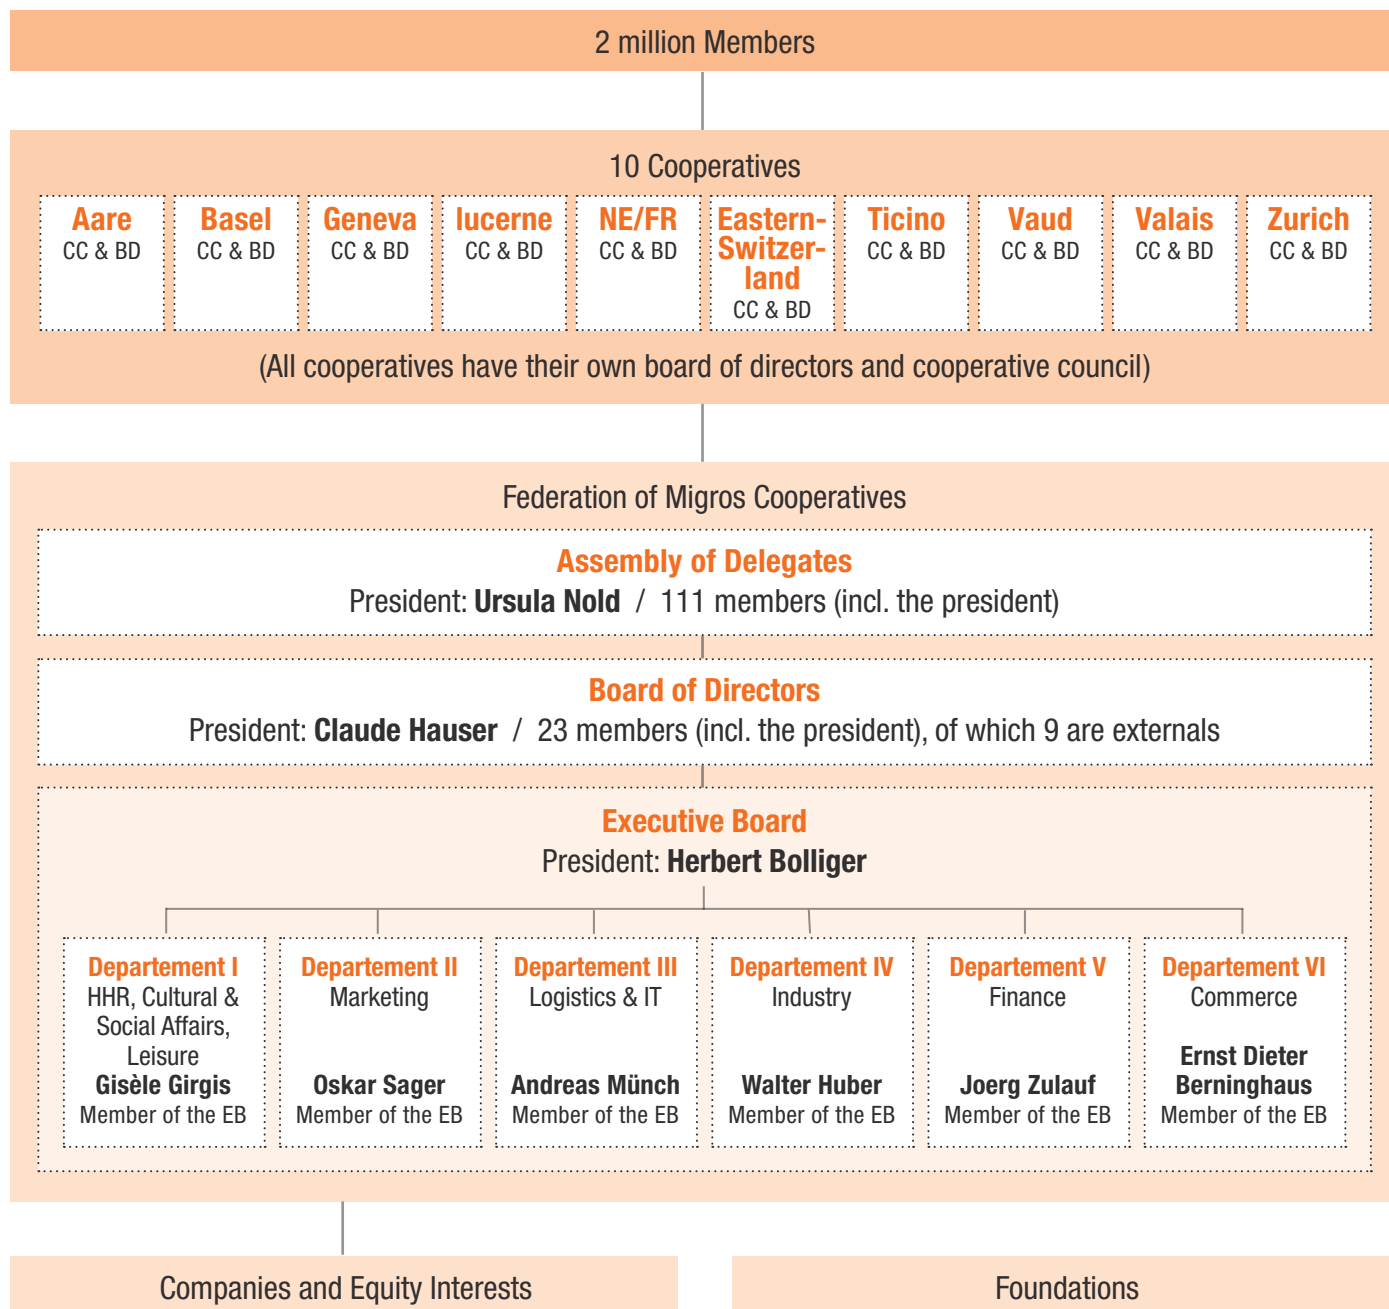 2 million Members
10 Cooperatives
Aare
CC & BD
Basel
CC & BD
Geneva
CC & BD
lucerne
CC & BD
NE/FR
CC & BD
Eastern-
Switzer-
land
CC & BD
Ticino
CC & BD
Vaud
CC & BD
Valais
CC & BD
Zurich
CC & BD
(All cooperatives have their own board of directors and cooperative council)
Federation of Migros Cooperatives
Assembly of Delegates
President: Ursula Nold / 111 members (incl. the president)
Board of Directors
President: Claude Hauser / 23 members (incl. the president), of which 9 are externals
Executive Board
President: Herbert Bolliger
Departement I
HHR, Cultural &
Social Affairs,
Leisure
Gisèle Girgis
Member of the EB
Departement II
Marketing
Oskar Sager
Member of the EB
Departement III
Logistics & IT
Andreas Münch
Member of the EB
Departement IV
Industry
Walter Huber
Member of the EB
Departement V
Finance
Joerg Zulauf
Member of the EB
Departement VI
Commerce
Ernst Dieter
Berninghaus
Member of the EB
Companies and Equity Interests
Foundations